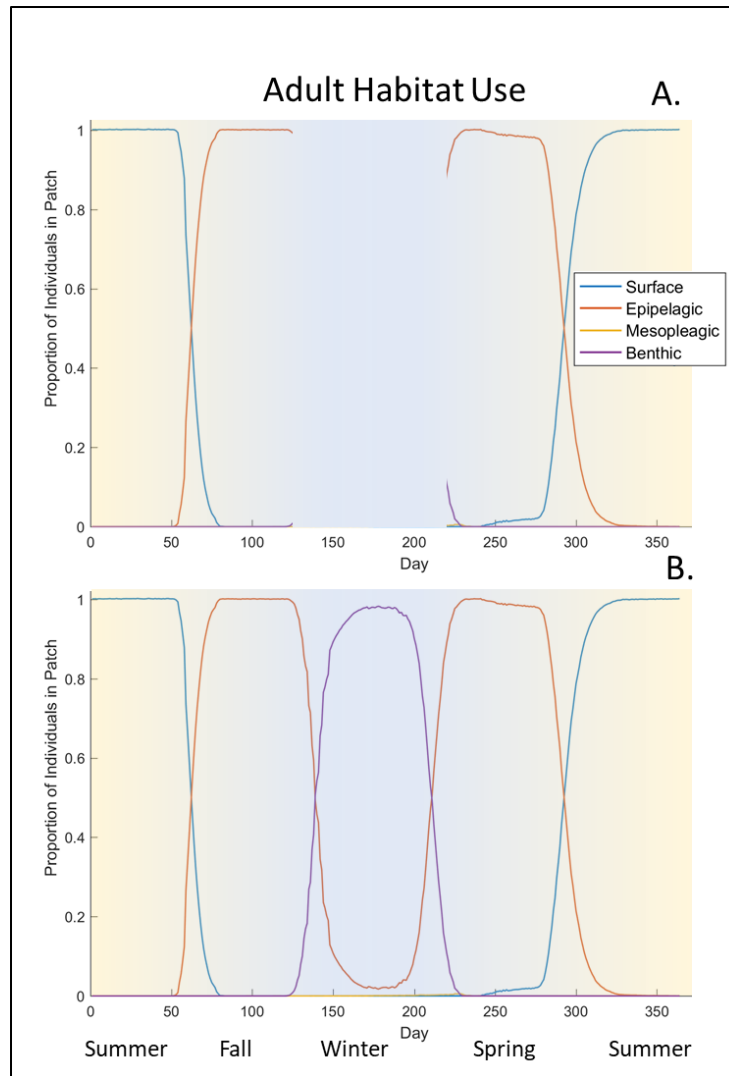 Adult Habitat Use
A.
1
0.8
0.6
0.4
0.2
0
Proportion of Individuals in Patch
0 50 100 150 200 250 300 350
Day
Surface
Epipelagic
Mesopleagic
Benthic
B.
1
0.8
0.6
0.4
0.2
0
Proportion of Individuals in Patch
0 50 100 150 200 250 300 350
Day
Summer Fall Winter Spring Summer